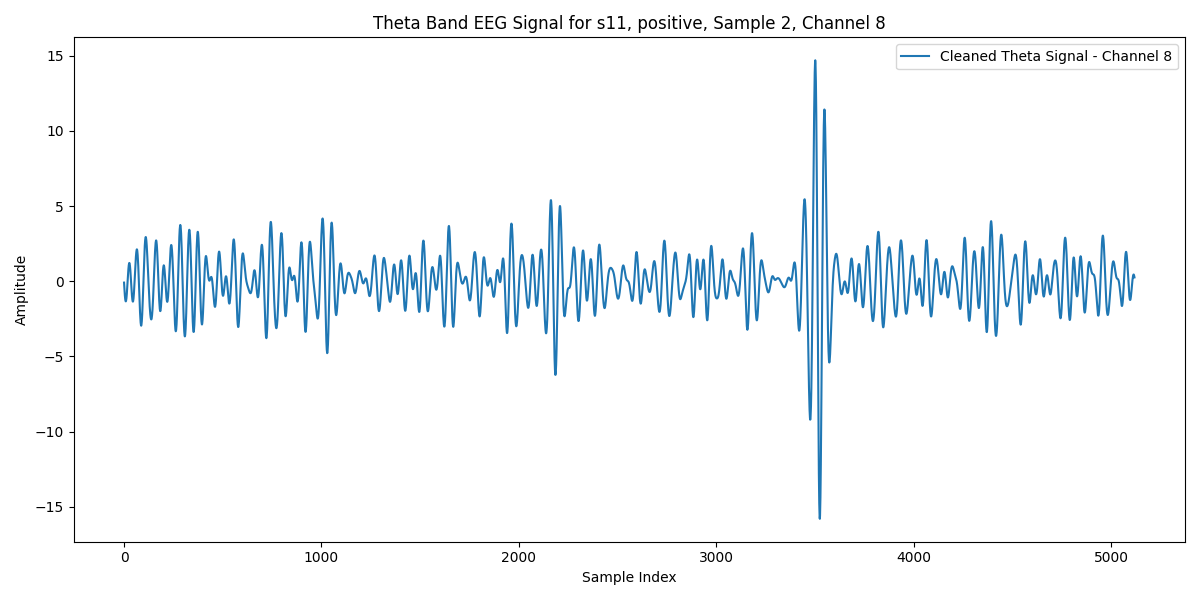 Theta Band EEG Signal for s11, positive, Sample 2, Channel 8
Cleaned Theta Signal - Channel 8
Amplitude
15
10
5
0
−5
−10
−15
0 1000 2000 3000 4000 5000
Sample Index